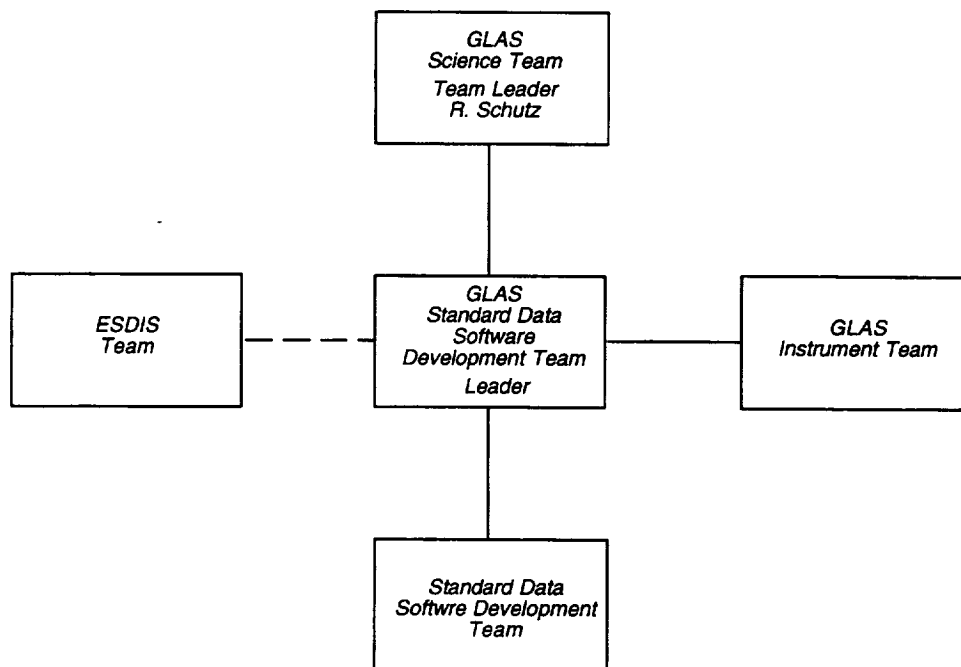 GLAS
Science Team
Team Leader
R. Schutz
ESDIS
Team
GLAS
Standard Data
Software
Development Team
Leader
GLAS
Instrument Team
Standard Data
Softwre Development
Team